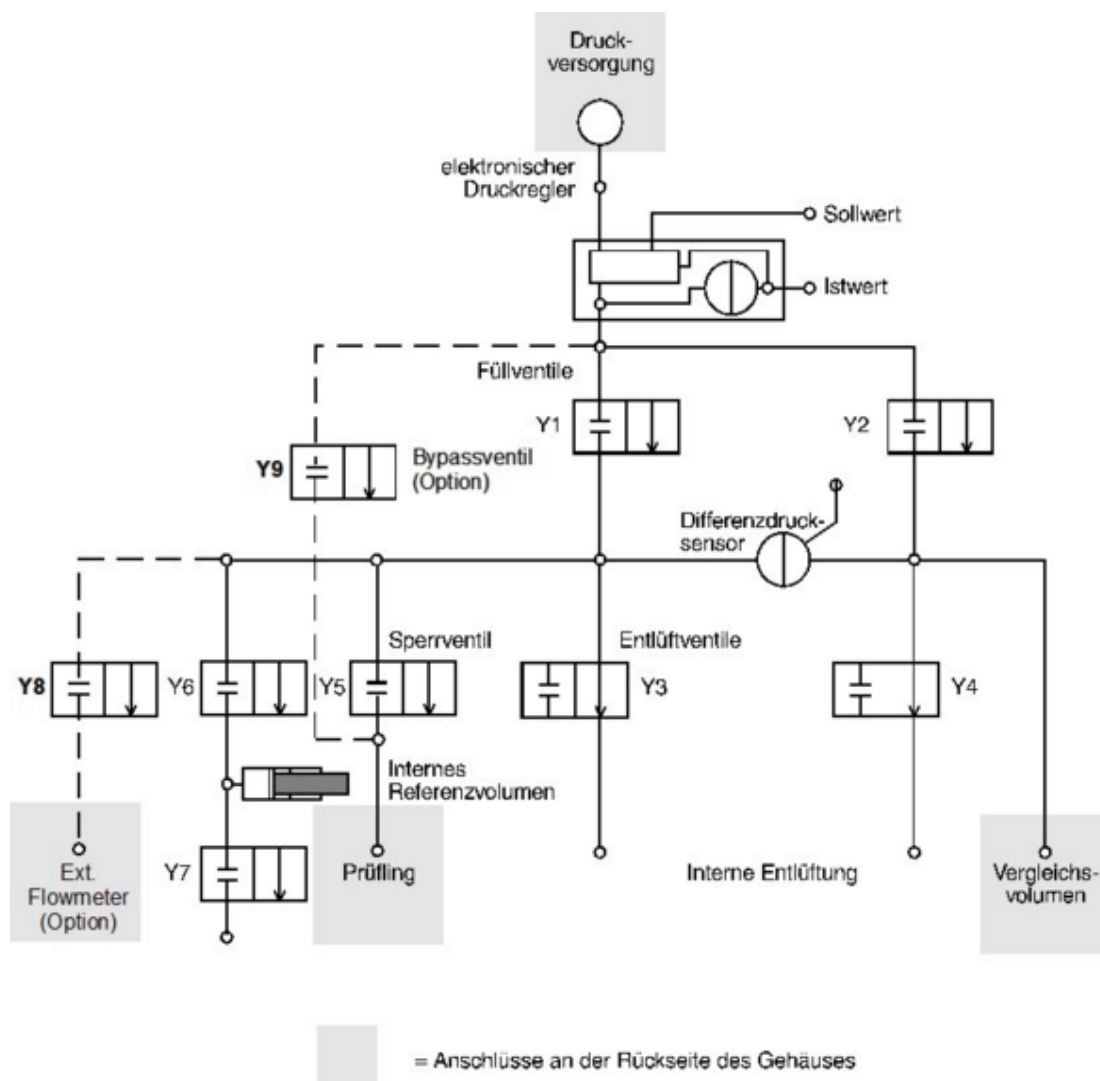 Druck-
versorgung
elektronischer
Druckregler
Sollwert
Istwert
Füllventile
Y1
Y2
Y9
Bypassventil
(Option)
Differenzdruck-
sensor
Sperrventil
Entlüftventile
Y8
Y6
Y5
Y3
Y4
Internes
Referenzvolumen
Ext.
Flowmeter
(Option)
Y7
Prüfling
Interne Entlüftung
Vergleichs-
volumen
= Anschlüsse an der Rückseite des Gehäuses